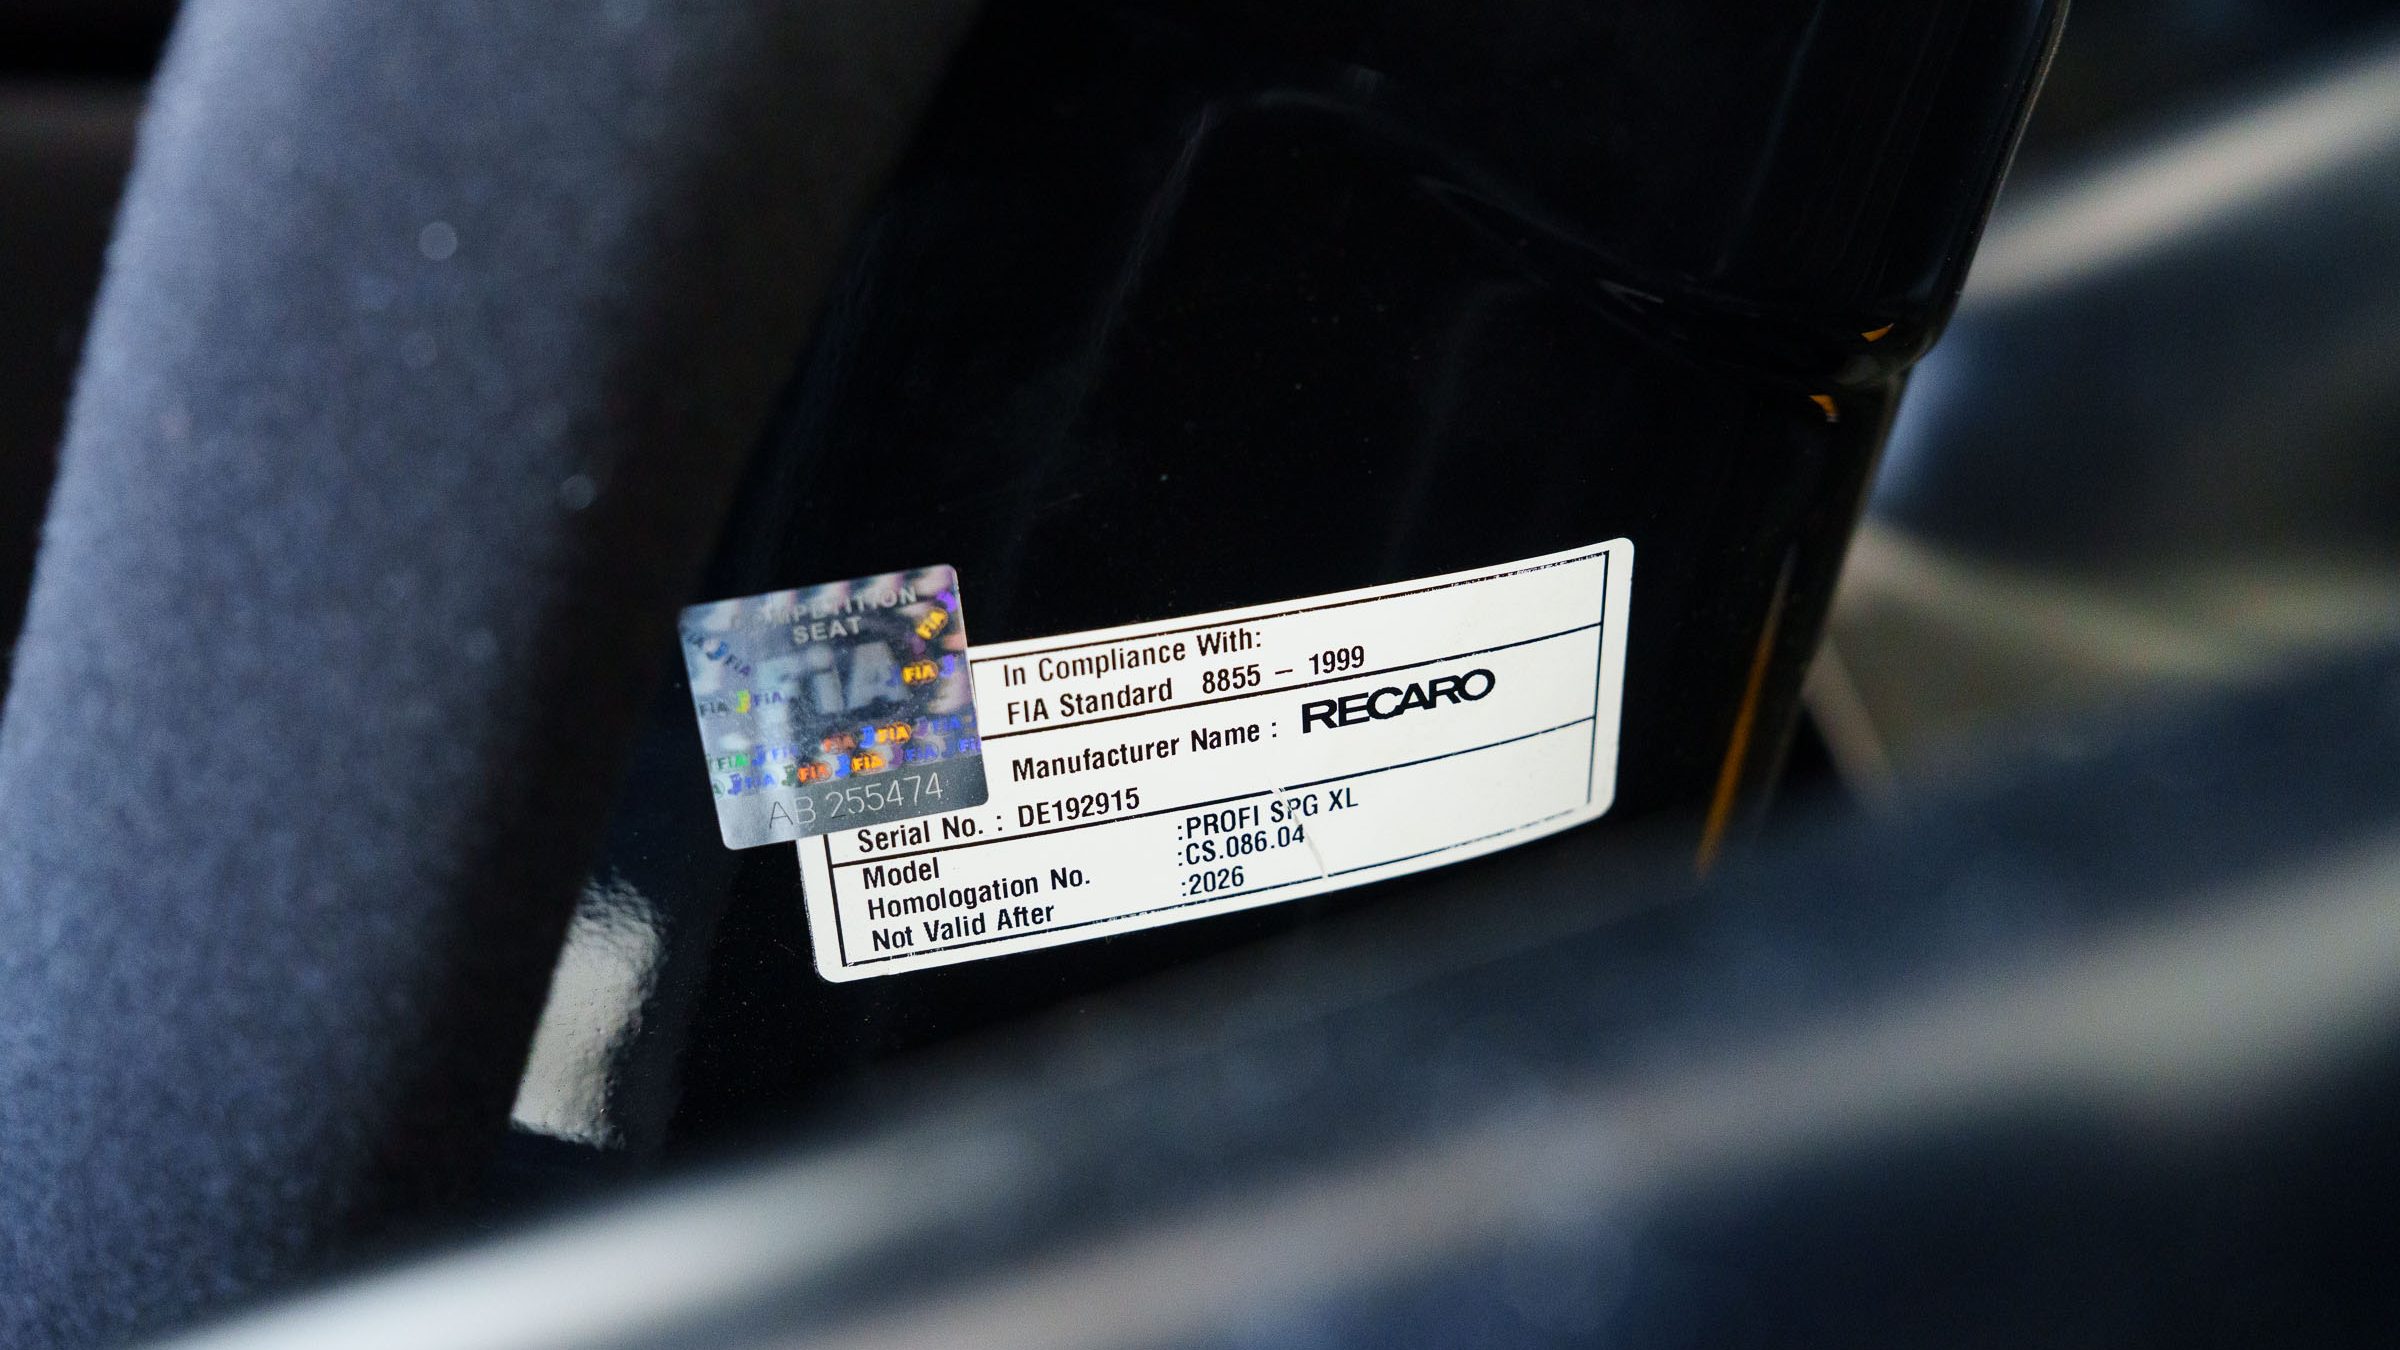 COMPETITION
SEAT
FIA
AB 255474
In Compliance With:
FIA Standard 8855 – 1999
Manufacturer Name : RECARO
Serial No. : DE192915
Model :PROFI SPG XL
Homologation No. :CS.086.04
Not Valid After :2026